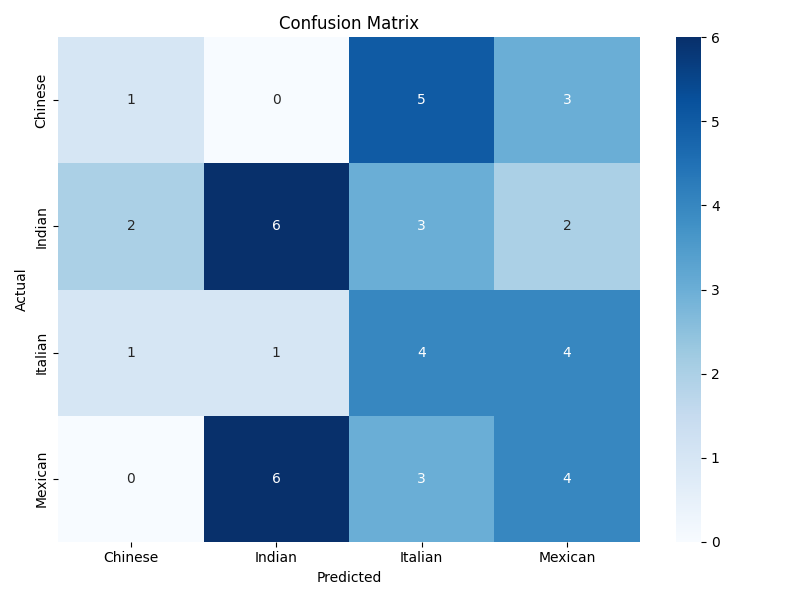 Confusion Matrix
Actual
Chinese 1 0 5 3
Indian 2 6 3 2
Italian 1 1 4 4
Mexican 0 6 3 4
Chinese Indian Italian Mexican
Predicted
6
5
4
3
2
1
0